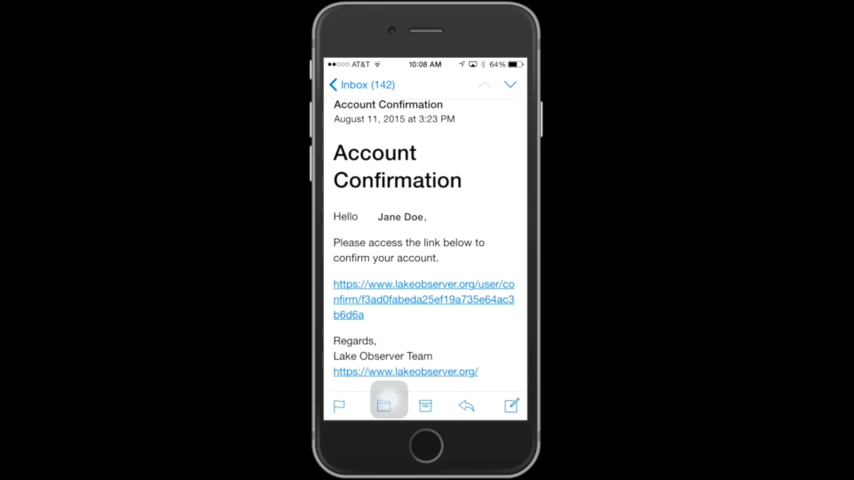 AT&T 10:08 AM 64%
Inbox (142)
Account Confirmation
August 11, 2015 at 3:23 PM
Account
Confirmation
Hello Jane Doe,
Please access the link below to
confirm your account.
https://www.lakeobserver.org/user/co
nfirm/f3ad0fabeda25ef19a735e64ac3
b6d6a
Regards,
Lake Observer Team
https://www.lakeobserver.org/